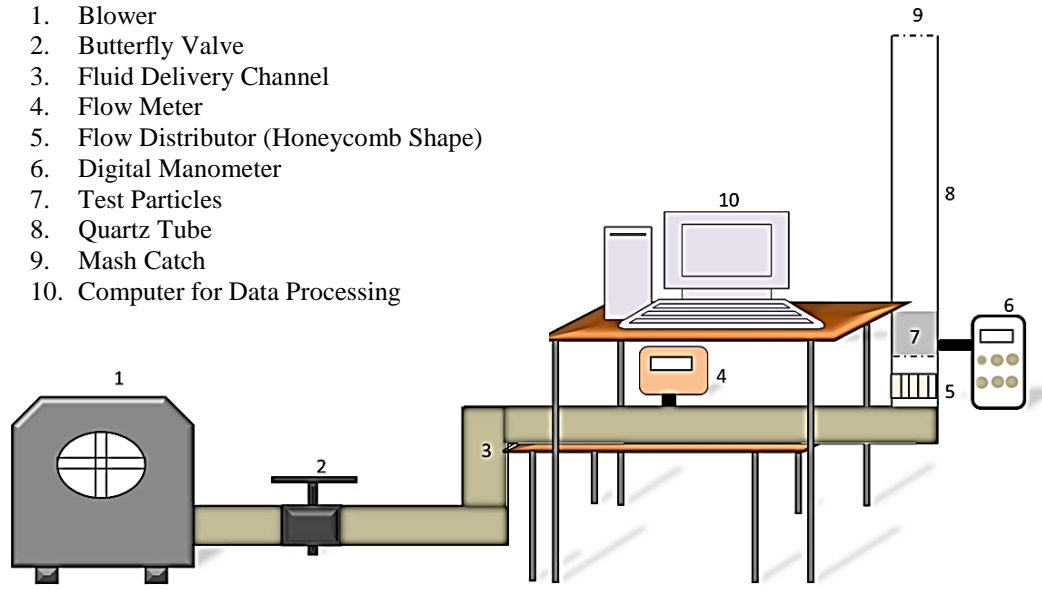 1. Blower
2. Butterfly Valve
3. Fluid Delivery Channel
4. Flow Meter
5. Flow Distributor (Honeycomb Shape)
6. Digital Manometer
7. Test Particles
8. Quartz Tube
9. Mash Catch
10. Computer for Data Processing
9
8
10
6
7
1
4
5
3
2